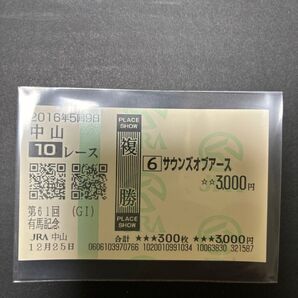 2016年5回9日
中山
10レース
第61回 (GI)
有馬記念
JRA 中山
12月25日
PLACE SHOW
複勝
PLACE SHOW
6 サウンズオブアース
☆☆3,000円
合計 ★★★300枚 ★★★3,000円
0606103970766 1020010991034 10063830 321587